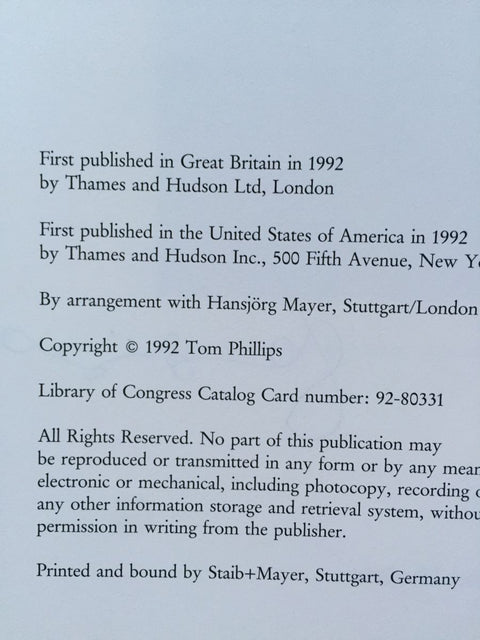 First published in Great Britain in 1992
by Thames and Hudson Ltd, London
First published in the United States of America in 1992
by Thames and Hudson Inc., 500 Fifth Avenue, New
By arrangement with Hansjörg Mayer, Stuttgart/London
Copyright © 1992 Tom Phillips
Library of Congress Catalog Card number: 92-80331
All Rights Reserved. No part of this publication may
be reproduced or transmitted in any form or by any
electronic or mechanical, including photocopy, recording
any other information storage and retrieval system,
permission in writing from the publisher.
Printed and bound by Staib+Mayer, Stuttgart, Germany